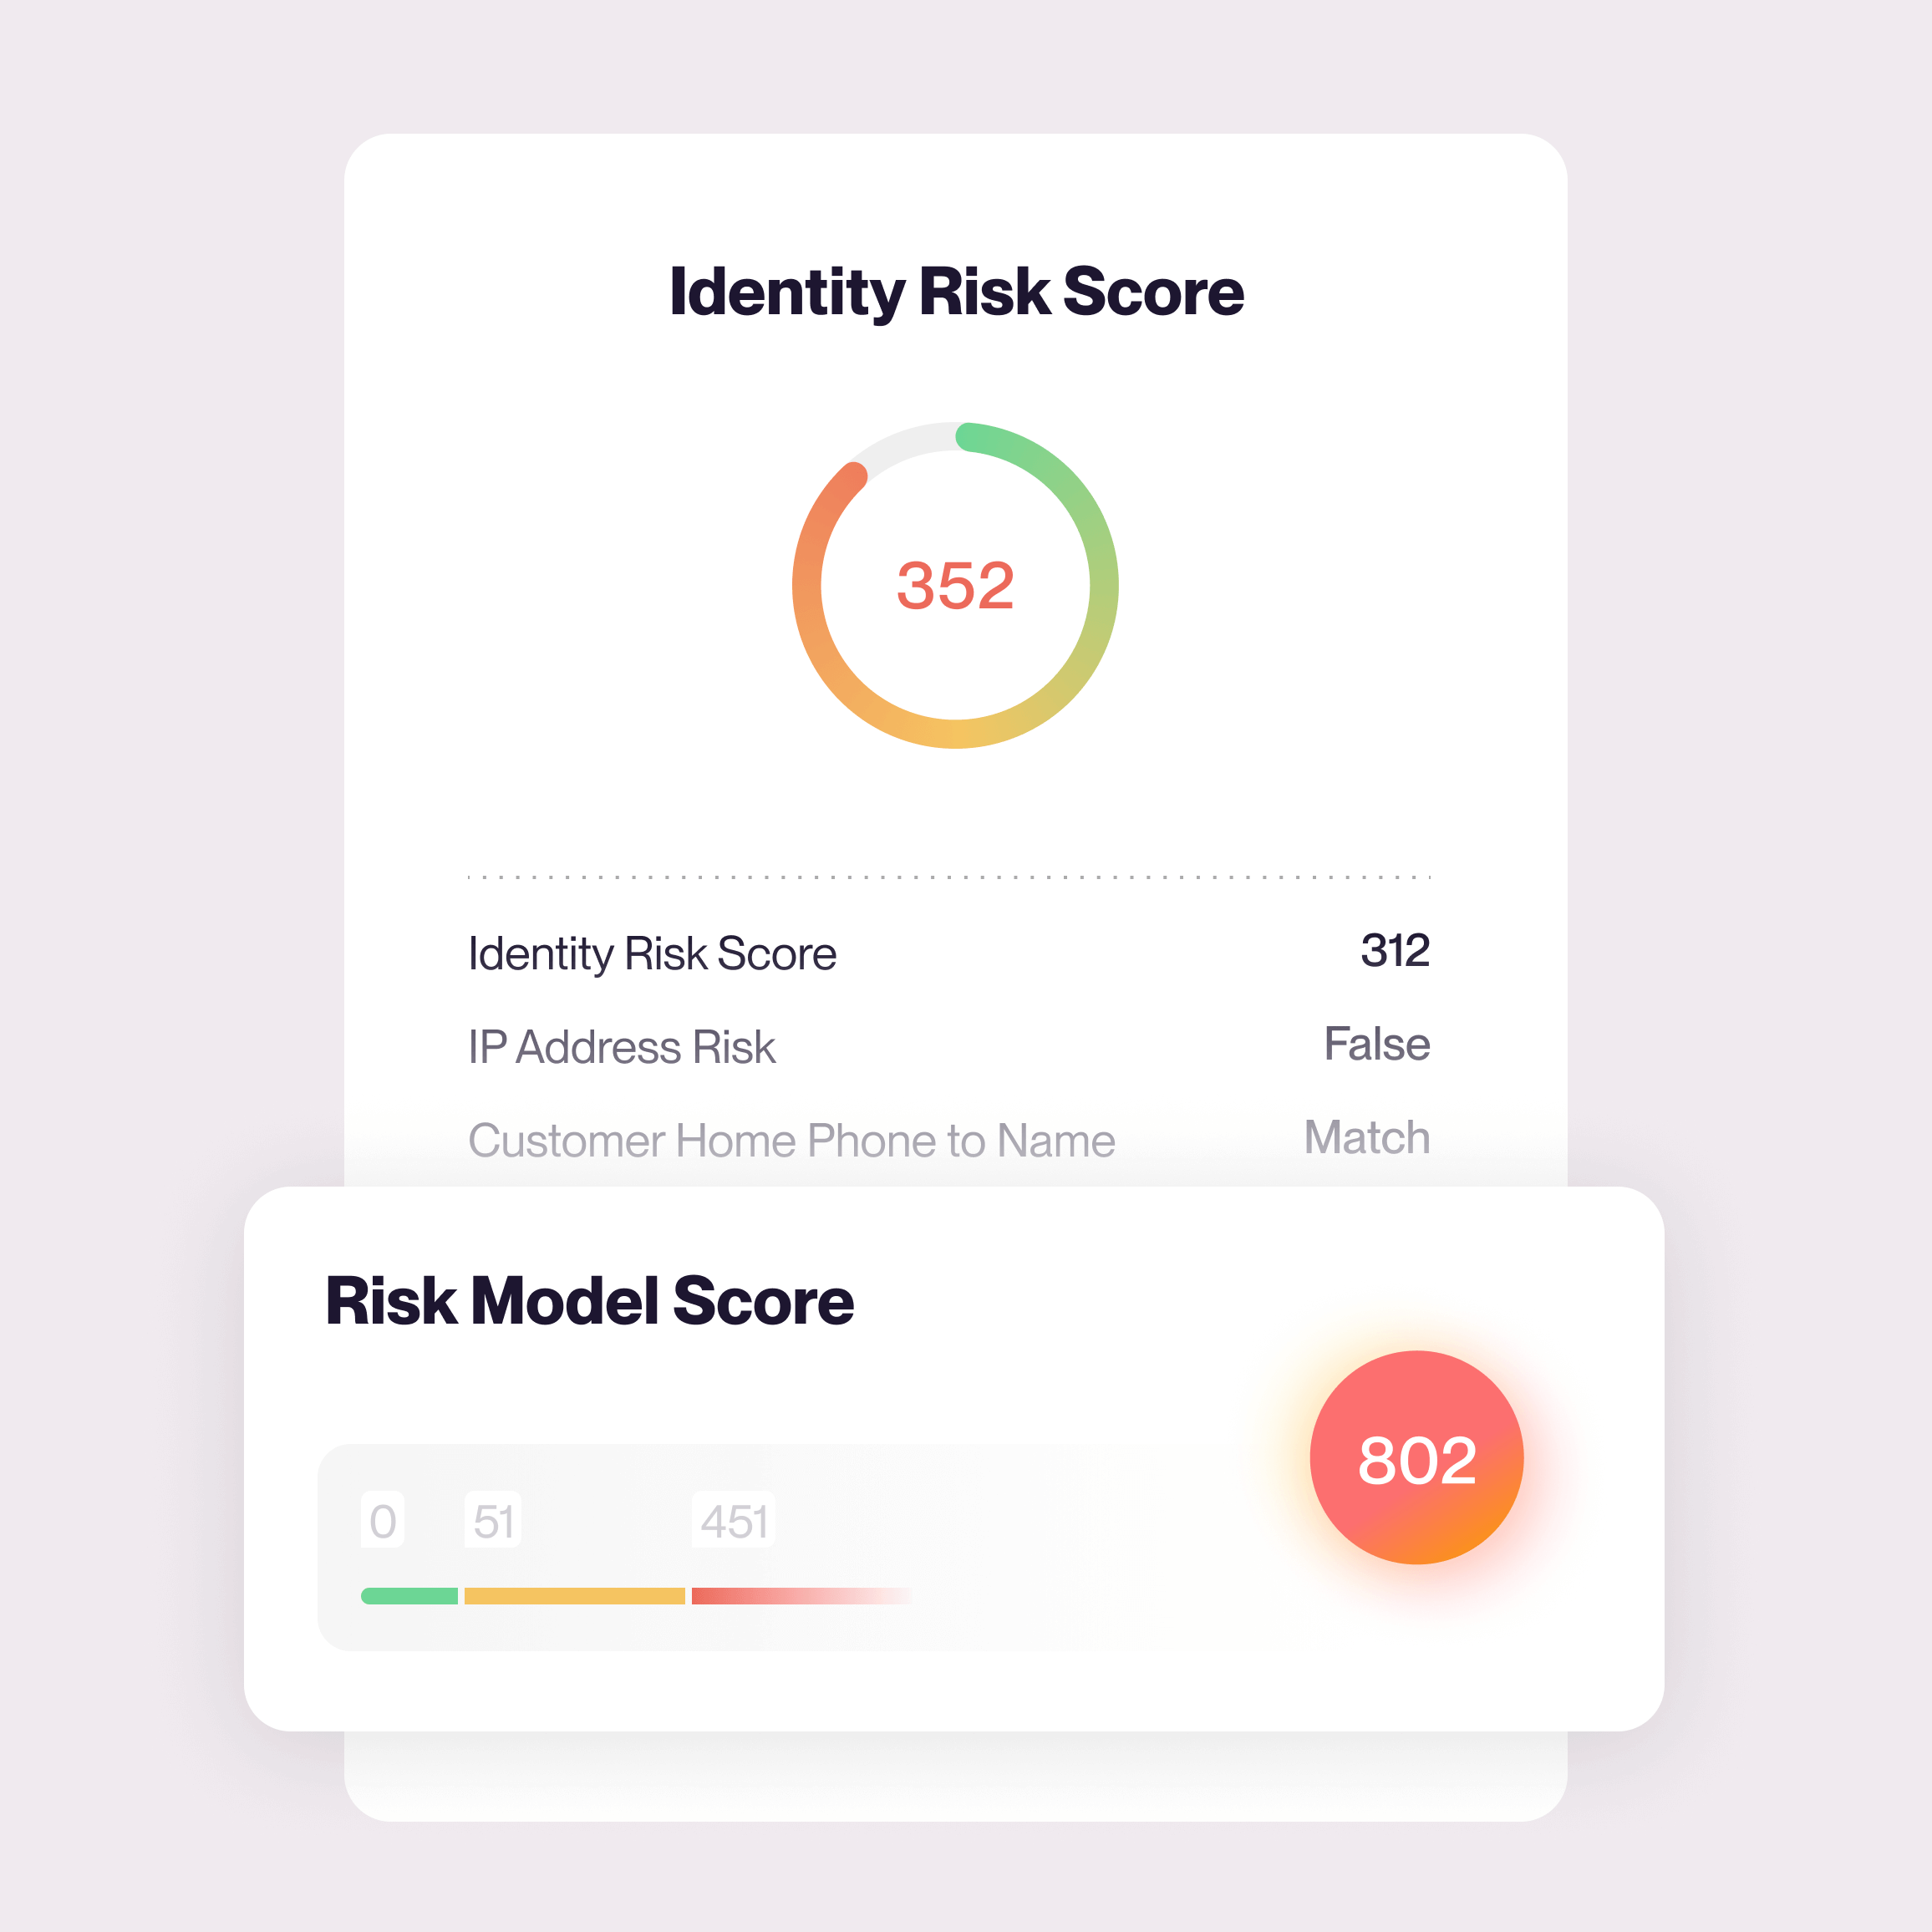 Identity Risk Score
352
Identity Risk Score 312
IP Address Risk False
Customer Home Phone to Name Match
Risk Model Score
802
0 51 451